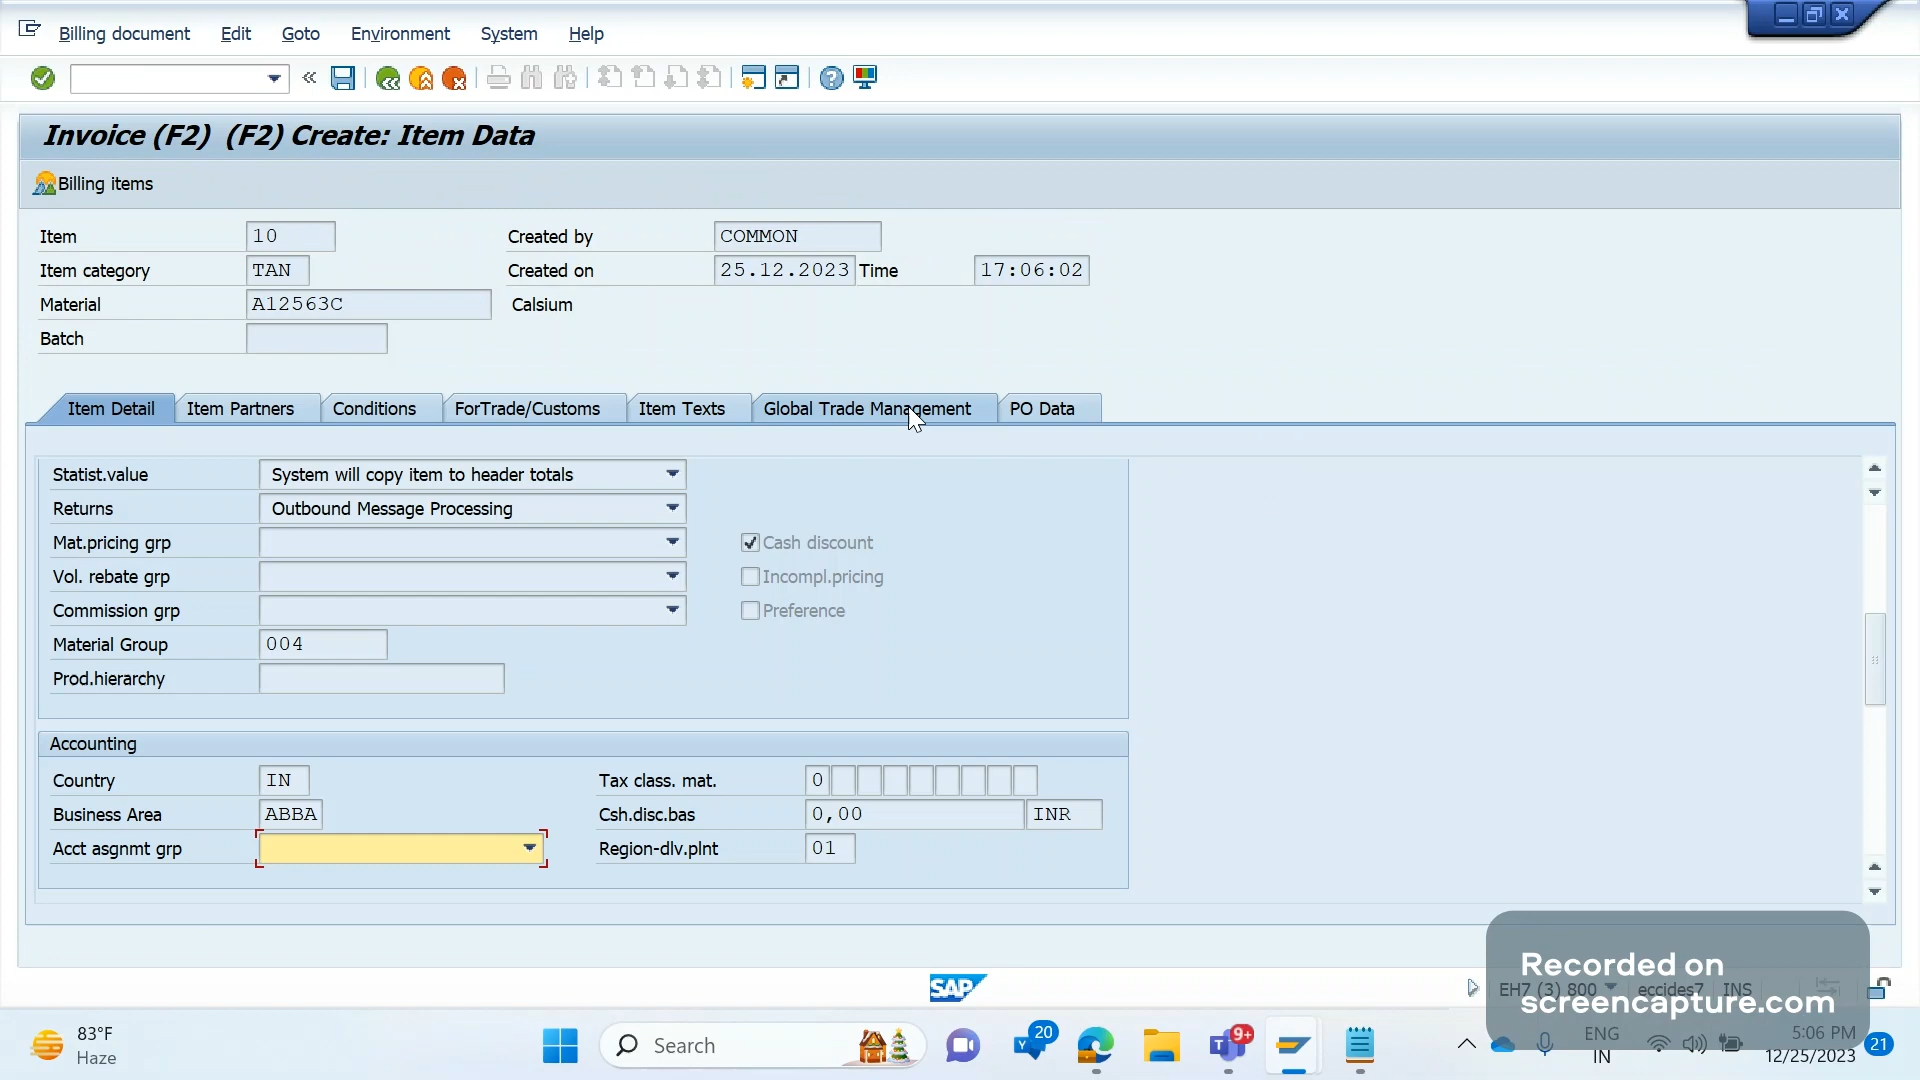 Billing document Edit Goto Environment System Help
Invoice (F2) (F2) Create: Item Data
Billing items
Item 10 Created by COMMON
Item category TAN Created on 25.12.2023 Time 17:06:02
Material A12563C Calsium
Batch
Item Detail Item Partners Conditions ForTrade/Customs Item Texts Global Trade Management PO Data
Statist.value System will copy item to header totals
Returns Outbound Message Processing
Mat.pricing grp Cash discount
Vol. rebate grp Incompl.pricing
Commission grp Preference
Material Group 004
Prod.hierarchy
Accounting
Country IN Tax class. mat. 0
Business Area ABBA Csh.disc.bas 0,00 INR
Acct asgnmt grp Region-dlv.plnt 01
Recorded on
screencapture.com
SAP EH7 (3) 800 eccides7 INS
83°F
Haze
Search
20
9+
ENG
IN
5:06 PM
12/25/2023
21